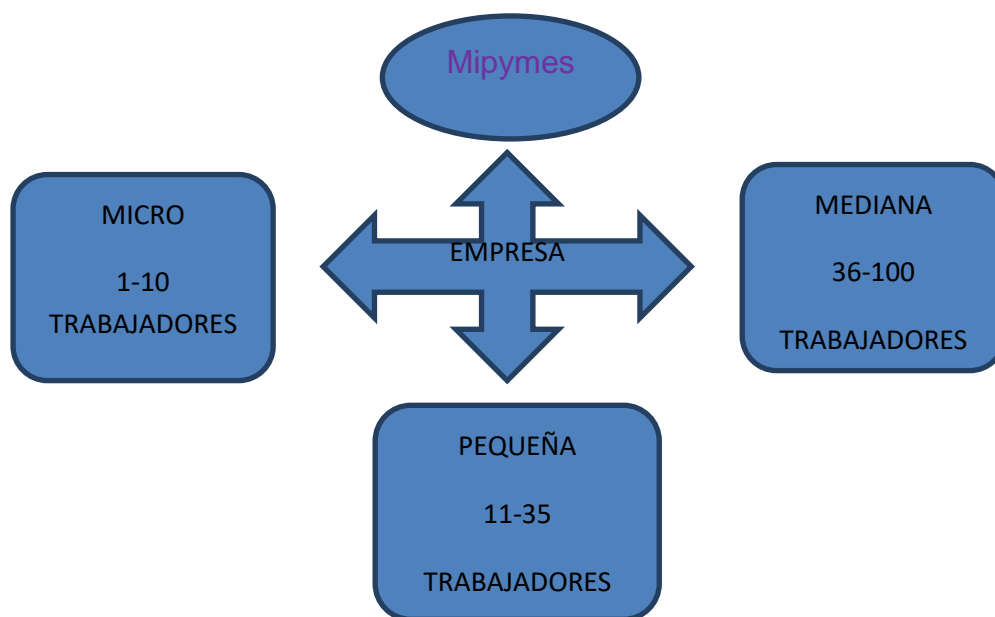 Mipymes
MICRO
1-10
TRABAJADORES
EMPRESA
MEDIANA
36-100
TRABAJADORES
PEQUEÑA
11-35
TRABAJADORES